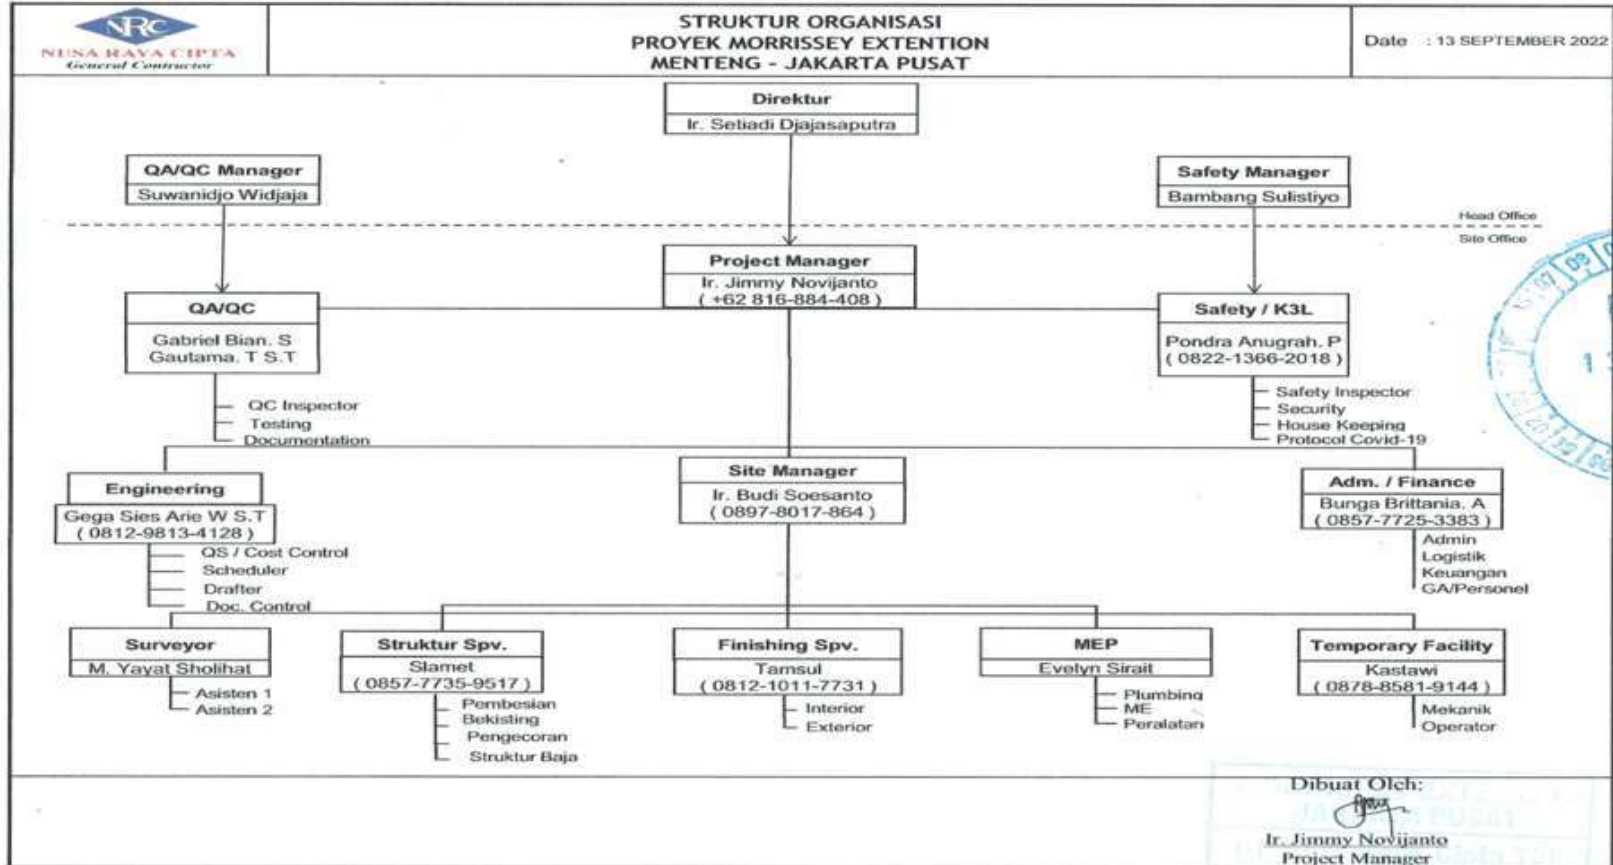 NRC
NUSA RAYA CIPTA
General Contractor
STRUKTUR ORGANISASI
PROYEK MORRISSEY EXTENTION
MENTENG - JAKARTA PUSAT
Date : 13 SEPTEMBER 2022
Direktur
Ir. Setiadi Djajasaputra
QA/QC Manager
Suwanidjo Widjaja
Safety Manager
Bambang Sulistiyo
Head Office
Site Office
Project Manager
Ir. Jimmy Novijanto
( +62 816-884-408 )
QA/QC
Gabriel Bian. S
Gautama. T S.T
QC Inspector
Testing
Documentation
Safety / K3L
Pondra Anugrah. P
( 0822-1366-2018 )
Safety Inspector
Security
House Keeping
Protocol Covid-19
Engineering
Gega Sies Arie W S.T
( 0812-9813-4128 )
QS / Cost Control
Scheduler
Drafter
Doc. Control
Site Manager
Ir. Budi Soesanto
( 0897-8017-864 )
Adm. / Finance
Bunga Brittania. A
( 0857-7725-3383 )
Admin
Logistik
Keuangan
GA/Personel
Surveyor
M. Yayat Sholihat
Asisten 1
Asisten 2
Struktur Spv.
Slamet
( 0857-7735-9517 )
Pembesian
Bekisting
Pengecoran
Struktur Baja
Finishing Spv.
Tamsul
( 0812-1011-7731 )
Interior
Exterior
MEP
Evelyn Sirait
Plumbing
ME
Peralatan
Temporary Facility
Kastawi
( 0878-8581-9144 )
Mekanik
Operator
Dibuat Oleh:
Ir. Jimmy Novijanto
Project Manager